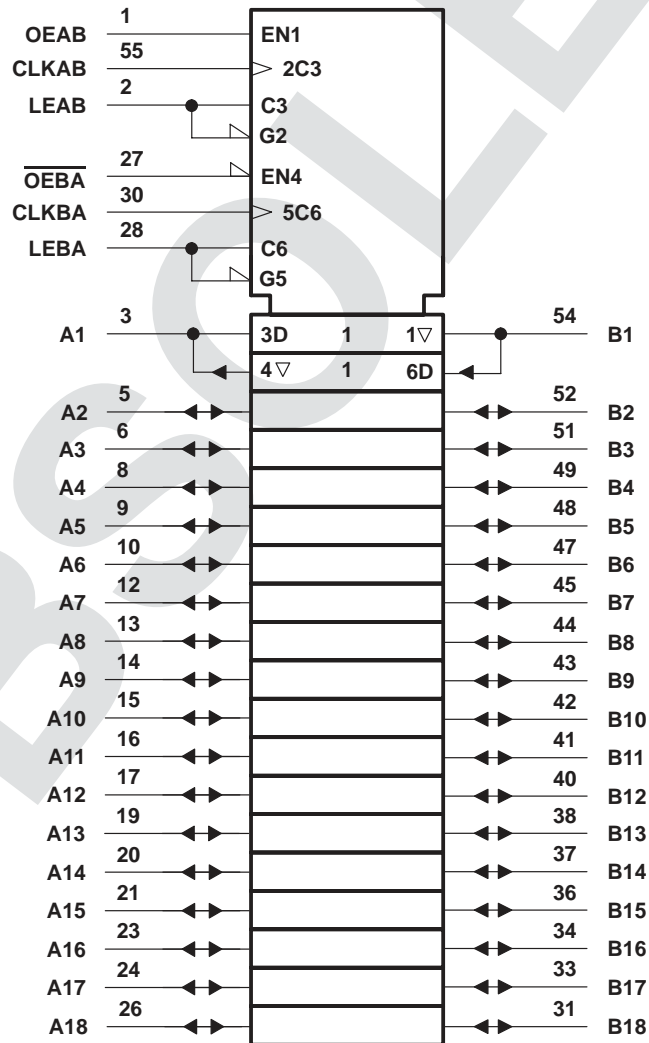 OEAB 1 EN1
CLKAB 55 2C3
LEAB 2 C3
G2
OEBA 27 EN4
CLKBA 30 5C6
LEBA 28 C6
G5
A1 3 3D 1 1▽ 54 B1
4▽ 1 6D
A2 5 52 B2
A3 6 51 B3
A4 8 49 B4
A5 9 48 B5
A6 10 47 B6
A7 12 45 B7
A8 13 44 B8
A9 14 43 B9
A10 15 42 B10
A11 16 41 B11
A12 17 40 B12
A13 19 38 B13
A14 20 37 B14
A15 21 36 B15
A16 23 34 B16
A17 24 33 B17
A18 26 31 B18
BSOLE